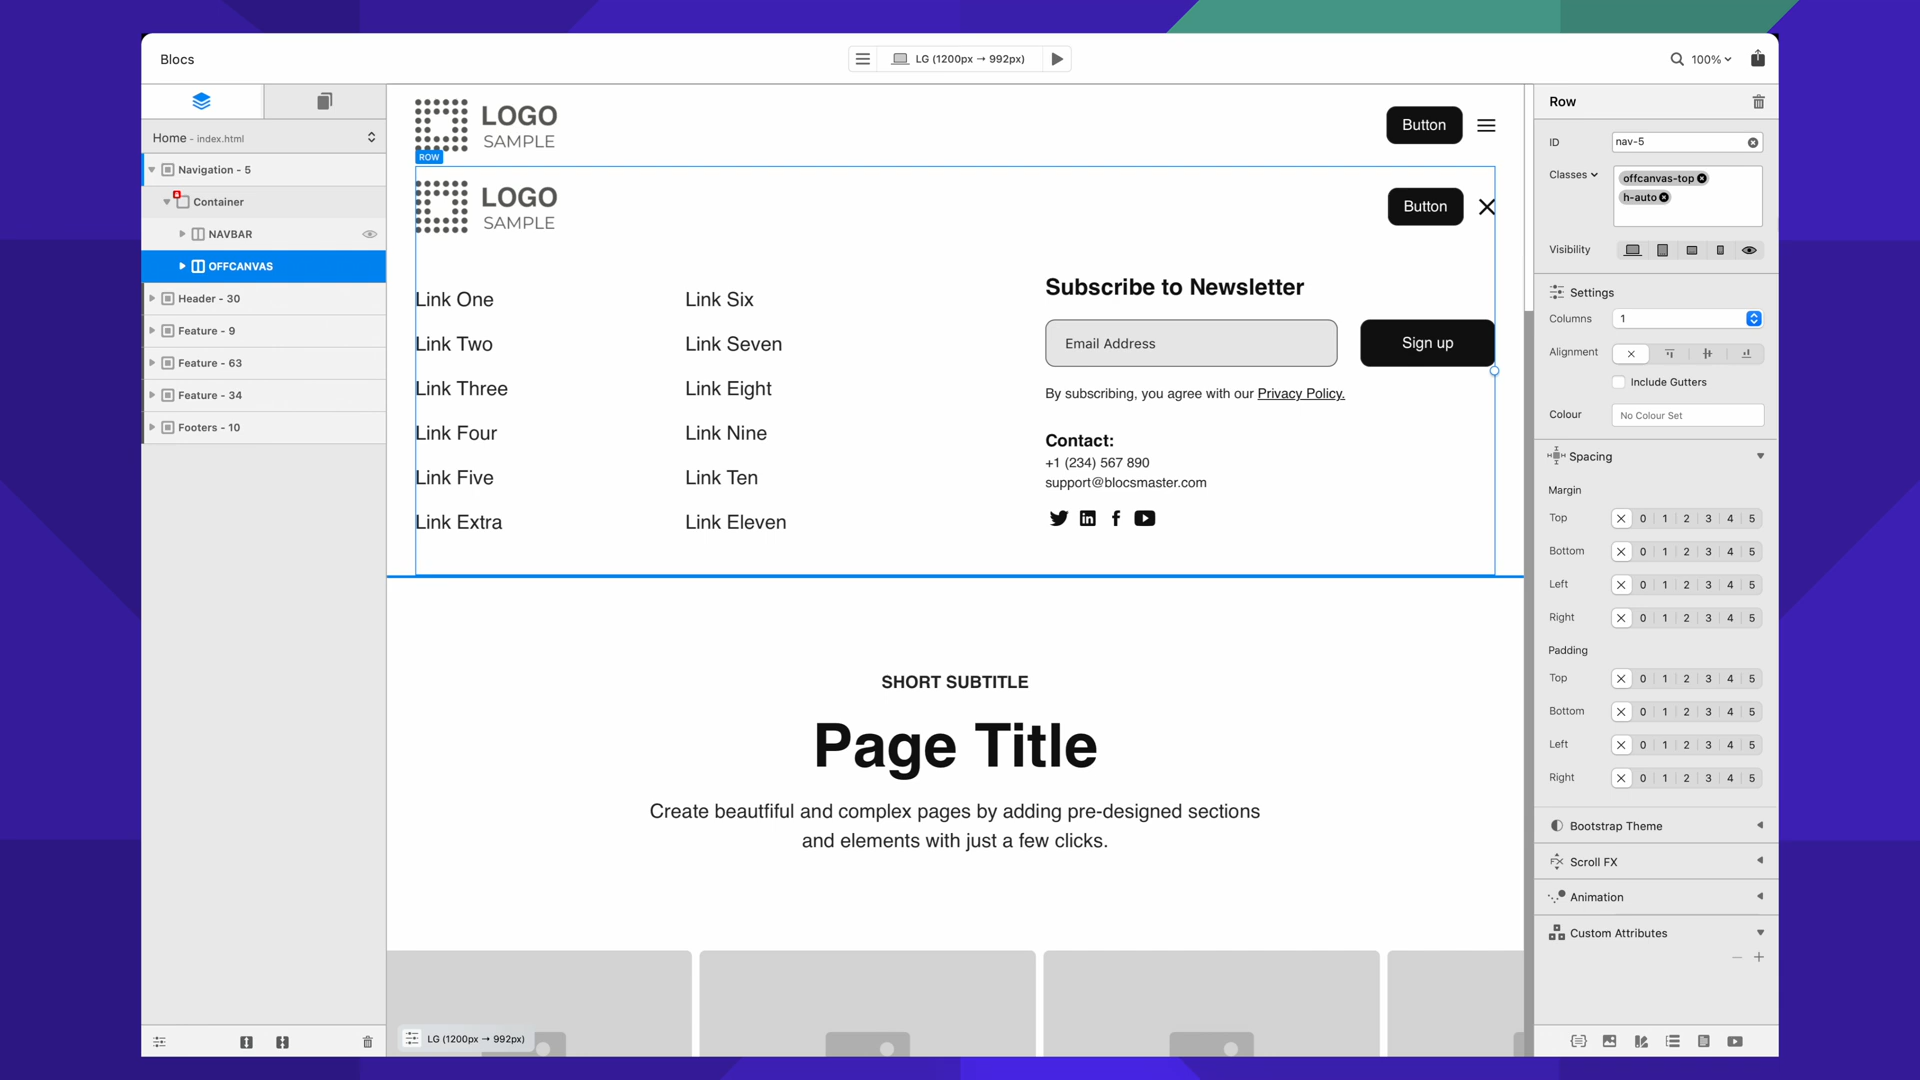 Blocs
LG (1200px → 992px)
100%
Home - index.html
Navigation - 5
Container
NAVBAR
OFFCANVAS
Header - 30
Feature - 9
Feature - 63
Feature - 34
Footers - 10
LOGO
SAMPLE
Button
ROW
LOGO
SAMPLE
Button
Link One
Link Two
Link Three
Link Four
Link Five
Link Extra
Link Six
Link Seven
Link Eight
Link Nine
Link Ten
Link Eleven
Subscribe to Newsletter
Email Address
Sign up
By subscribing, you agree with our Privacy Policy.
Contact:
+1 (234) 567 890
support@blocsmaster.com
SHORT SUBTITLE
Page Title
Create beautfiful and complex pages by adding pre-designed sections
and elements with just a few clicks.
LG (1200px → 992px)
Row
ID
nav-5
Classes
offcanvas-top
h-auto
Visibility
Settings
Columns
1
Alignment
Include Gutters
Colour
No Colour Set
Spacing
Margin
Top 0 1 2 3 4 5
Bottom 0 1 2 3 4 5
Left 0 1 2 3 4 5
Right 0 1 2 3 4 5
Padding
Top 0 1 2 3 4 5
Bottom 0 1 2 3 4 5
Left 0 1 2 3 4 5
Right 0 1 2 3 4 5
Bootstrap Theme
Scroll FX
Animation
Custom Attributes